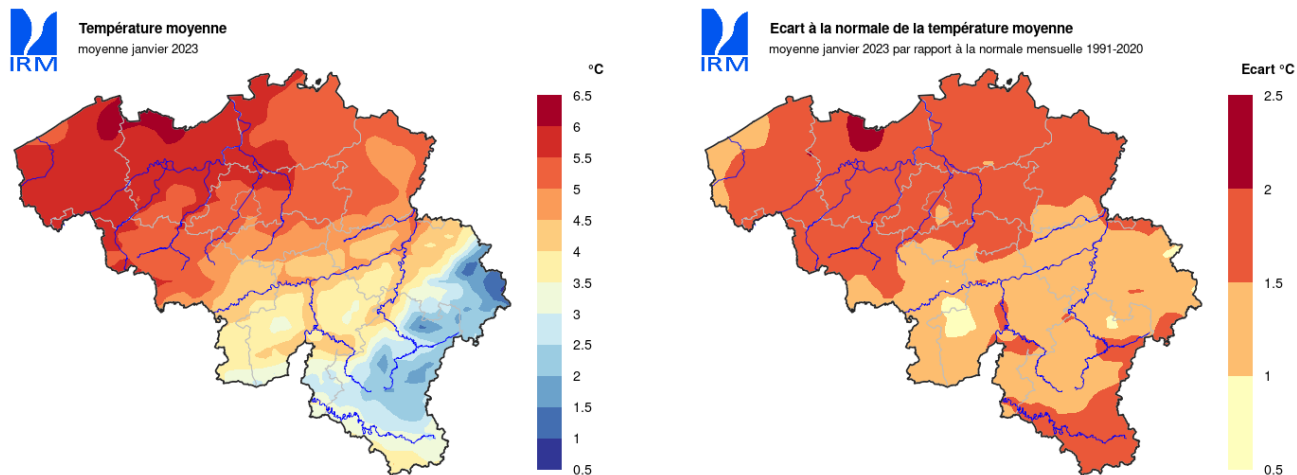 IRM
Température moyenne
moyenne janvier 2023
°C
6.5
6
5.5
5
4.5
4
3.5
3
2.5
2
1.5
1
0.5
IRM
Ecart à la normale de la température moyenne
moyenne janvier 2023 par rapport à la normale mensuelle 1991-2020
Ecart °C
2.5
2
1.5
1
0.5